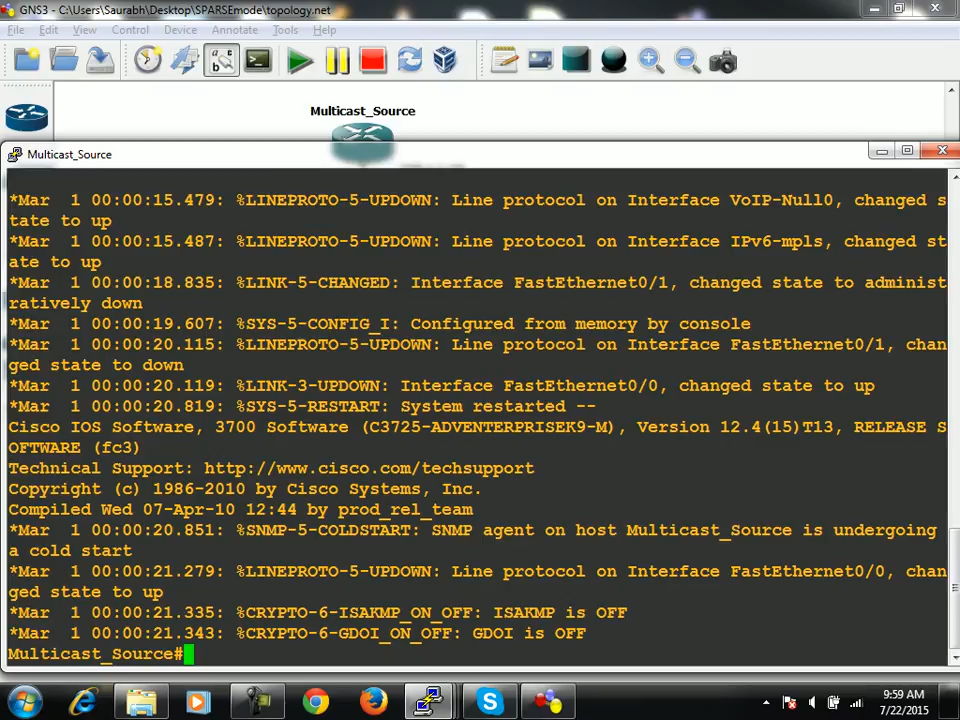 GNS3 - C:\Users\Saurabh\Desktop\SPARSEmode\topology.net
File Edit View Control Device Annotate Tools Help
Multicast_Source
Multicast_Source
*Mar  1 00:00:15.479: %LINEPROTO-5-UPDOWN: Line protocol on Interface VoIP-Null0, changed s
tate to up
*Mar  1 00:00:15.487: %LINEPROTO-5-UPDOWN: Line protocol on Interface IPv6-mpls, changed st
ate to up
*Mar  1 00:00:18.835: %LINK-5-CHANGED: Interface FastEthernet0/1, changed state to administ
ratively down
*Mar  1 00:00:19.607: %SYS-5-CONFIG_I: Configured from memory by console
*Mar  1 00:00:20.115: %LINEPROTO-5-UPDOWN: Line protocol on Interface FastEthernet0/1, chan
ged state to down
*Mar  1 00:00:20.119: %LINK-3-UPDOWN: Interface FastEthernet0/0, changed state to up
*Mar  1 00:00:20.819: %SYS-5-RESTART: System restarted --
Cisco IOS Software, 3700 Software (C3725-ADVENTERPRISEK9-M), Version 12.4(15)T13, RELEASE S
OFTWARE (fc3)
Technical Support: http://www.cisco.com/techsupport
Copyright (c) 1986-2010 by Cisco Systems, Inc.
Compiled Wed 07-Apr-10 12:44 by prod_rel_team
*Mar  1 00:00:20.851: %SNMP-5-COLDSTART: SNMP agent on host Multicast_Source is undergoing
a cold start
*Mar  1 00:00:21.279: %LINEPROTO-5-UPDOWN: Line protocol on Interface FastEthernet0/0, chan
ged state to up
*Mar  1 00:00:21.335: %CRYPTO-6-ISAKMP_ON_OFF: ISAKMP is OFF
*Mar  1 00:00:21.343: %CRYPTO-6-GDOI_ON_OFF: GDOI is OFF
Multicast_Source#
9:59 AM
7/22/2015